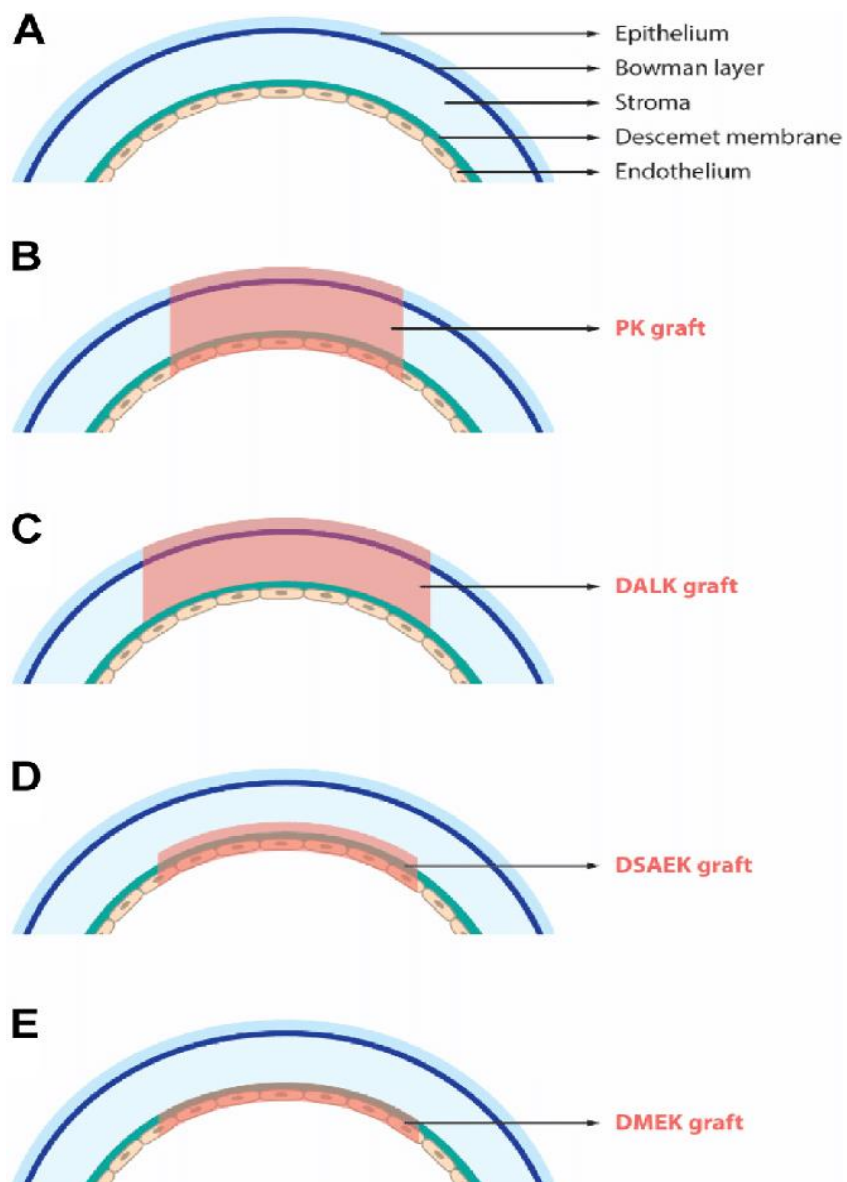 A
Epithelium
Bowman layer
Stroma
Descemet membrane
Endothelium
B
PK graft
C
DALK graft
D
DSAEK graft
E
DMEK graft